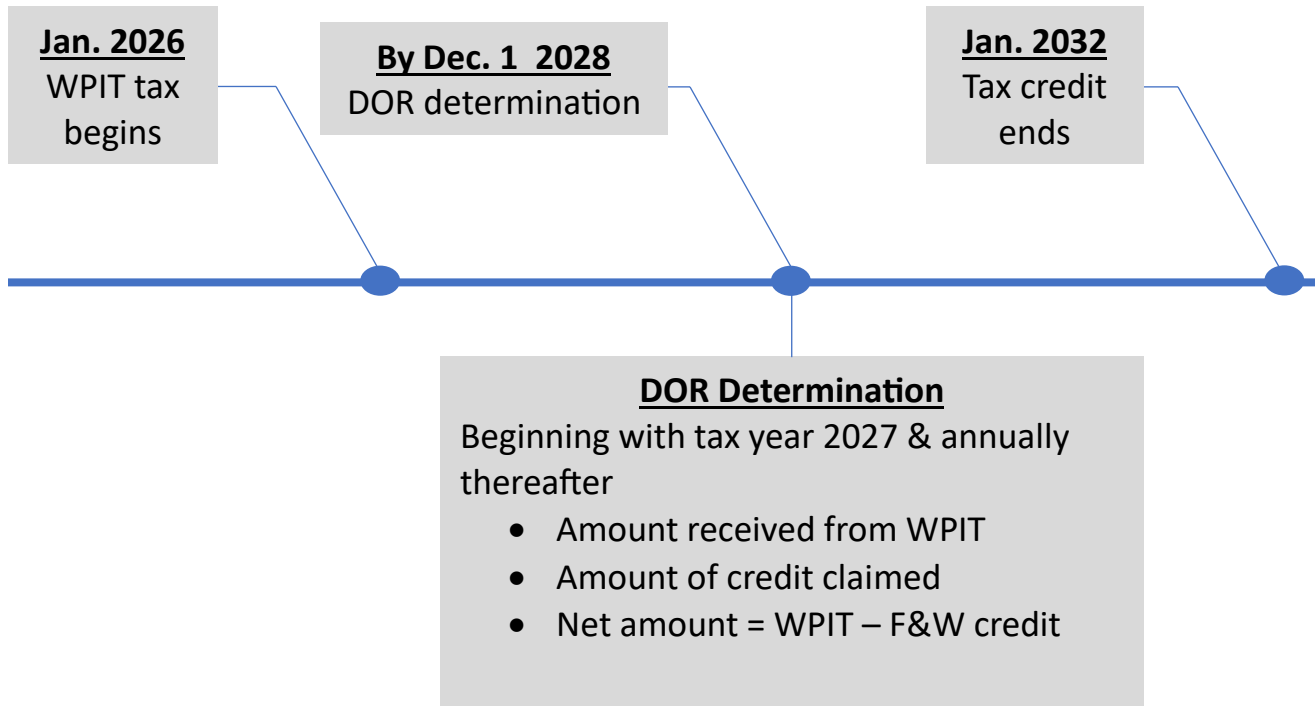 Jan. 2026
WPIT tax
begins
By Dec. 1 2028
DOR determination
Jan. 2032
Tax credit
ends
DOR Determination
Beginning with tax year 2027 & annually
thereafter
• Amount received from WPIT
• Amount of credit claimed
• Net amount = WPIT – F&W credit